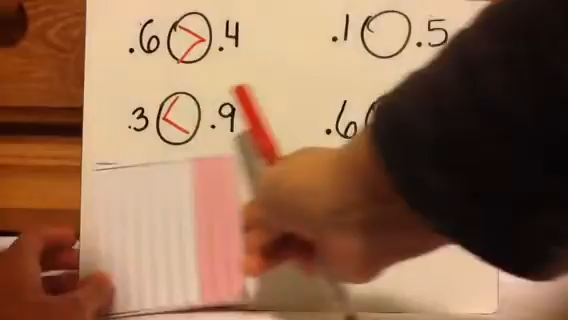 .6 > .4 .1 ○ .5
.3 < .9 .6